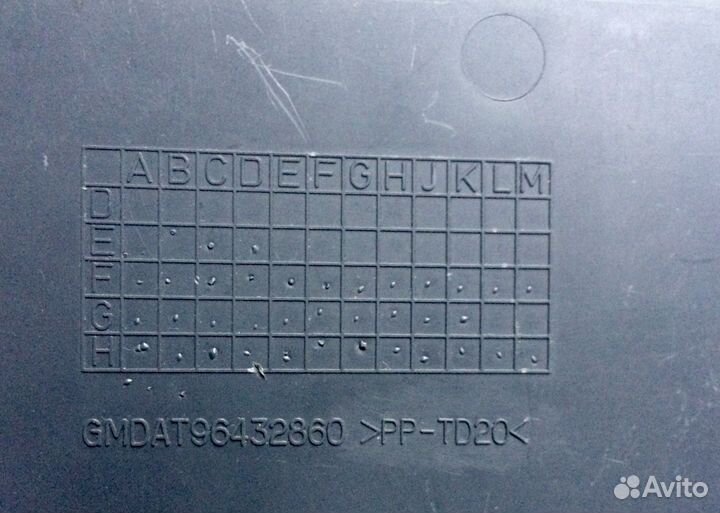 A B C D E F G H J K L M
D
E
F
G
H
GMDAT96432860 >PP-TD20<
Avito